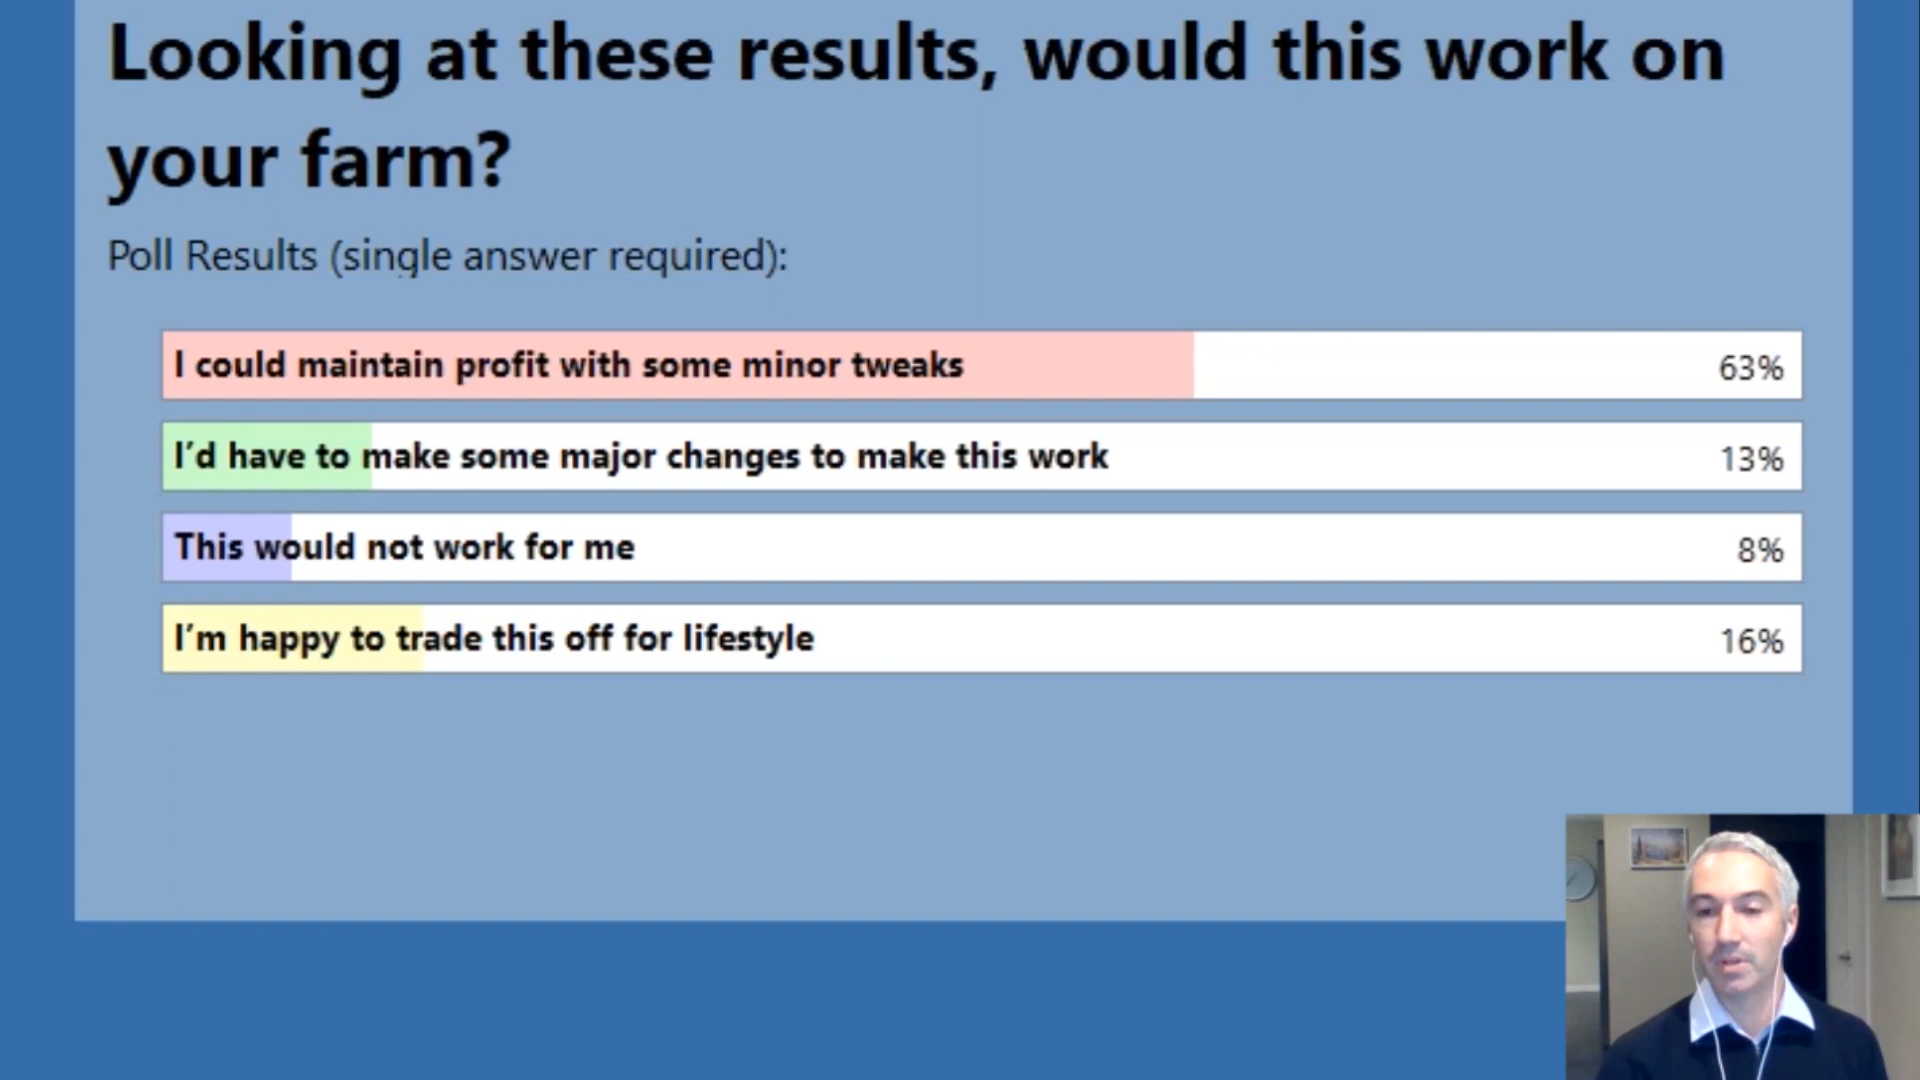 Looking at these results, would this work on
your farm?
Poll Results (single answer required):
I could maintain profit with some minor tweaks 63%
I'd have to make some major changes to make this work 13%
This would not work for me 8%
I'm happy to trade this off for lifestyle 16%